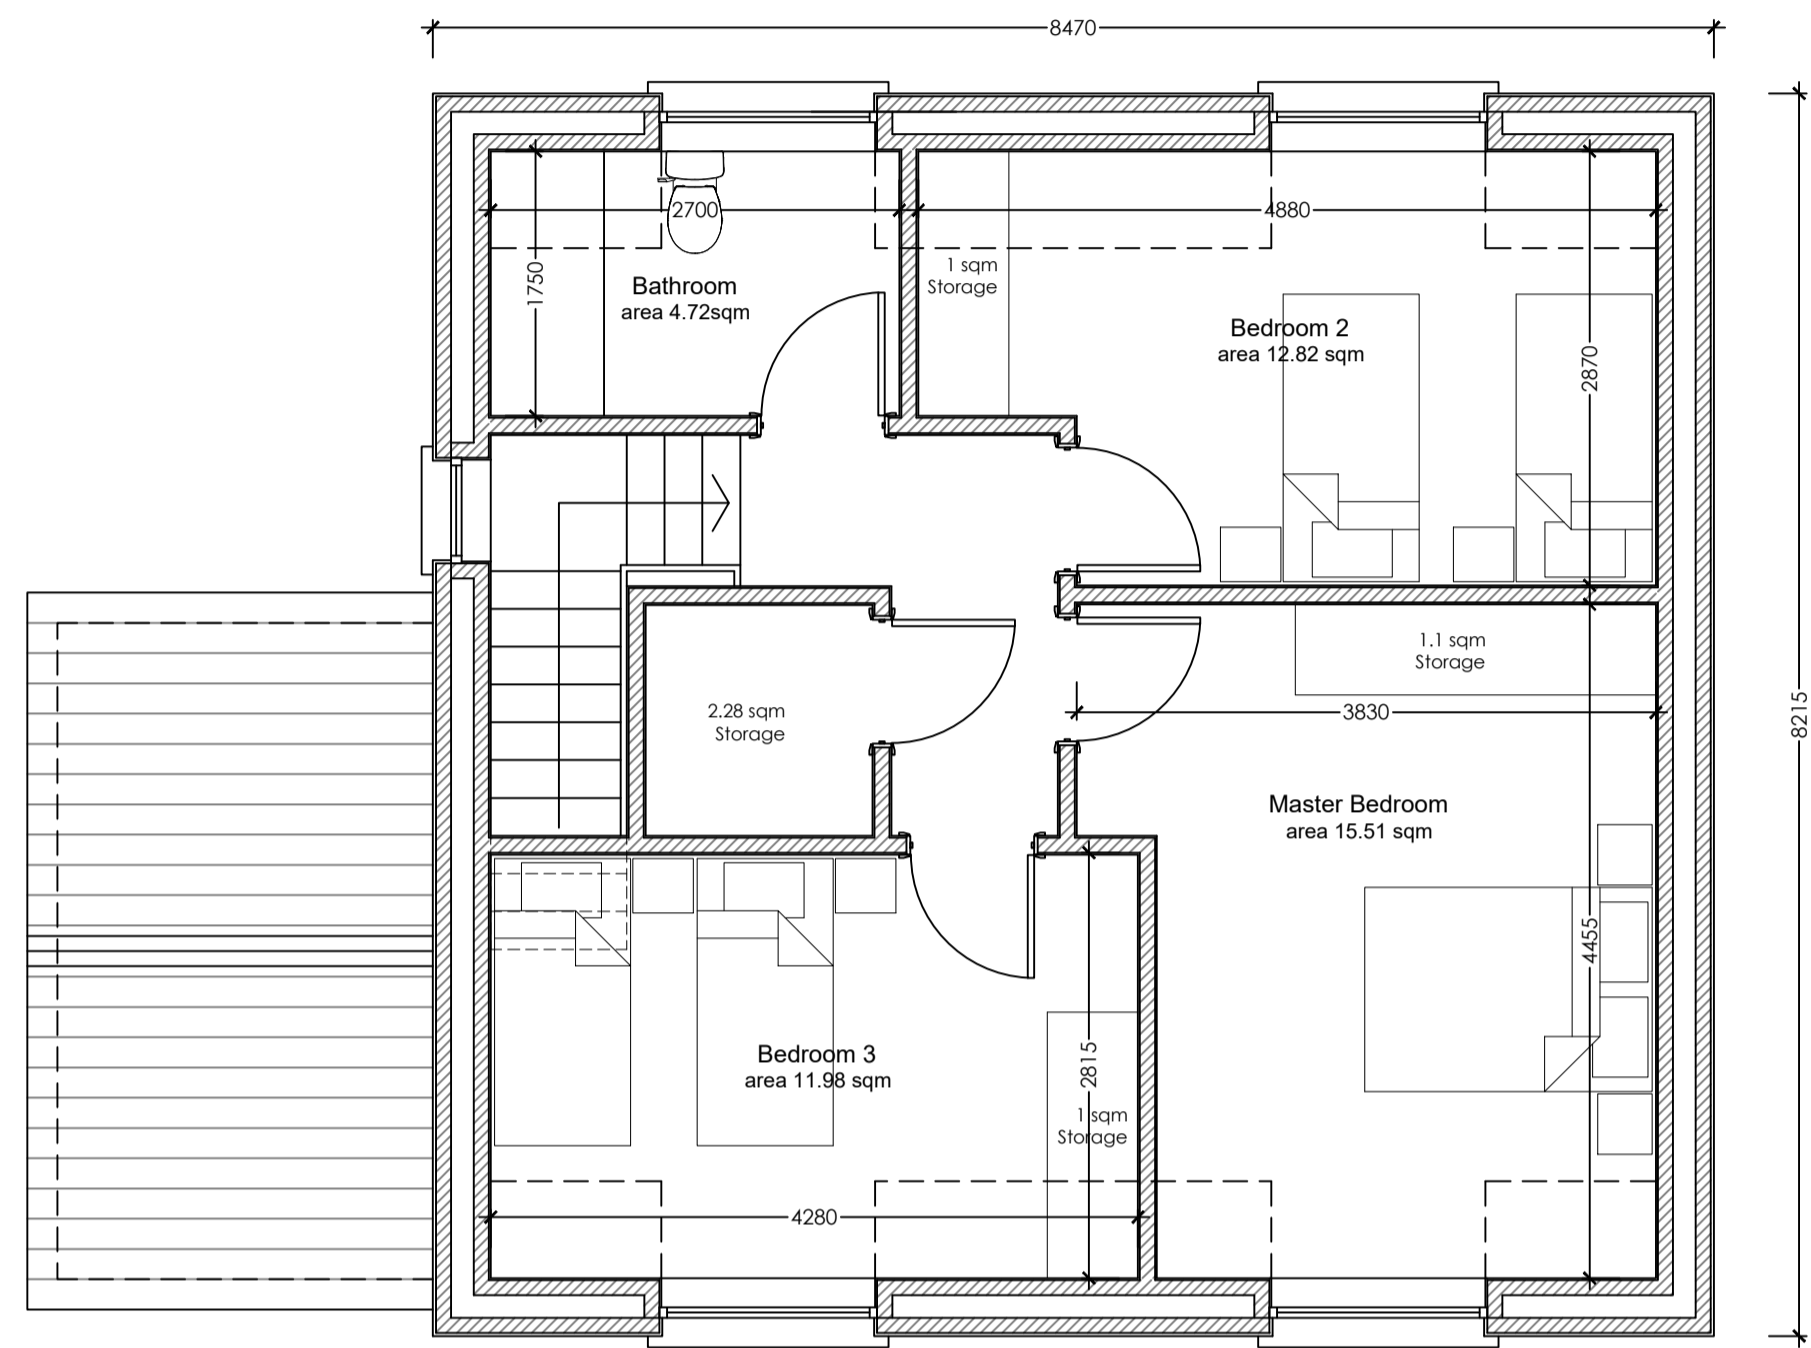 8470
2700
4880
1750
Bathroom
area 4.72sqm
1 sqm
Storage
Bedroom 2
area 12.82 sqm
2870
2.28 sqm
Storage
1.1 sqm
Storage
3830
8215
Master Bedroom
area 15.51 sqm
4455
Bedroom 3
area 11.98 sqm
2815
1 sqm
Storage
4280